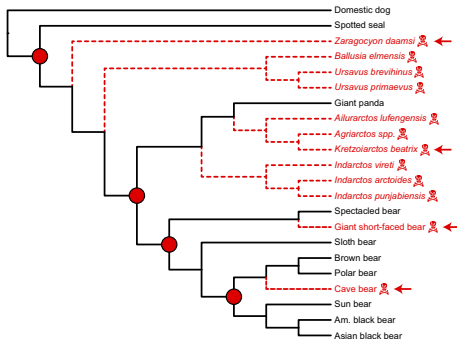 Domestic dog
Spotted seal
Zaragocyon daamsi
Ballusia elmensis
Ursavus brevihinus
Ursavus primaevus
Giant panda
Ailurarctos lufengensis
Agriarctos spp.
Kretzoiarctos beatrix
Indarctos vireti
Indarctos arctoides
Indarctos punjabiensis
Spectacled bear
Giant short-faced bear
Sloth bear
Brown bear
Polar bear
Cave bear
Sun bear
Am. black bear
Asian black bear